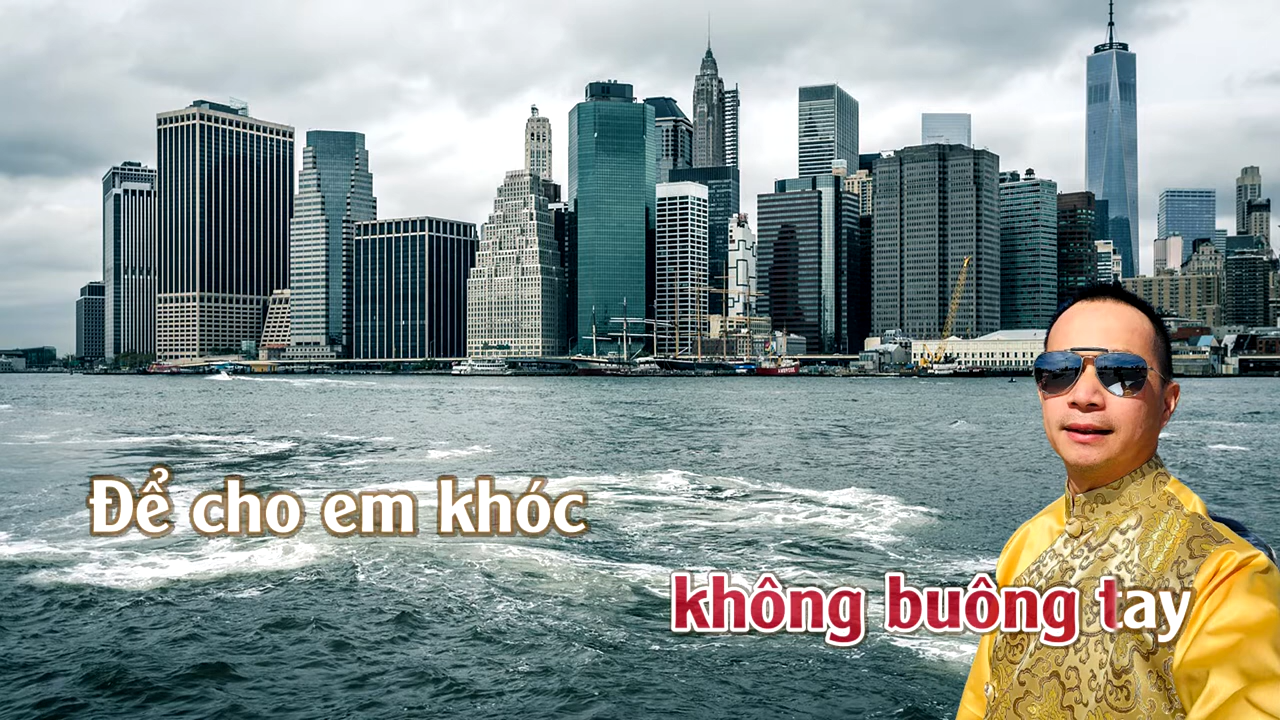 Để cho em khóc
không buông tay